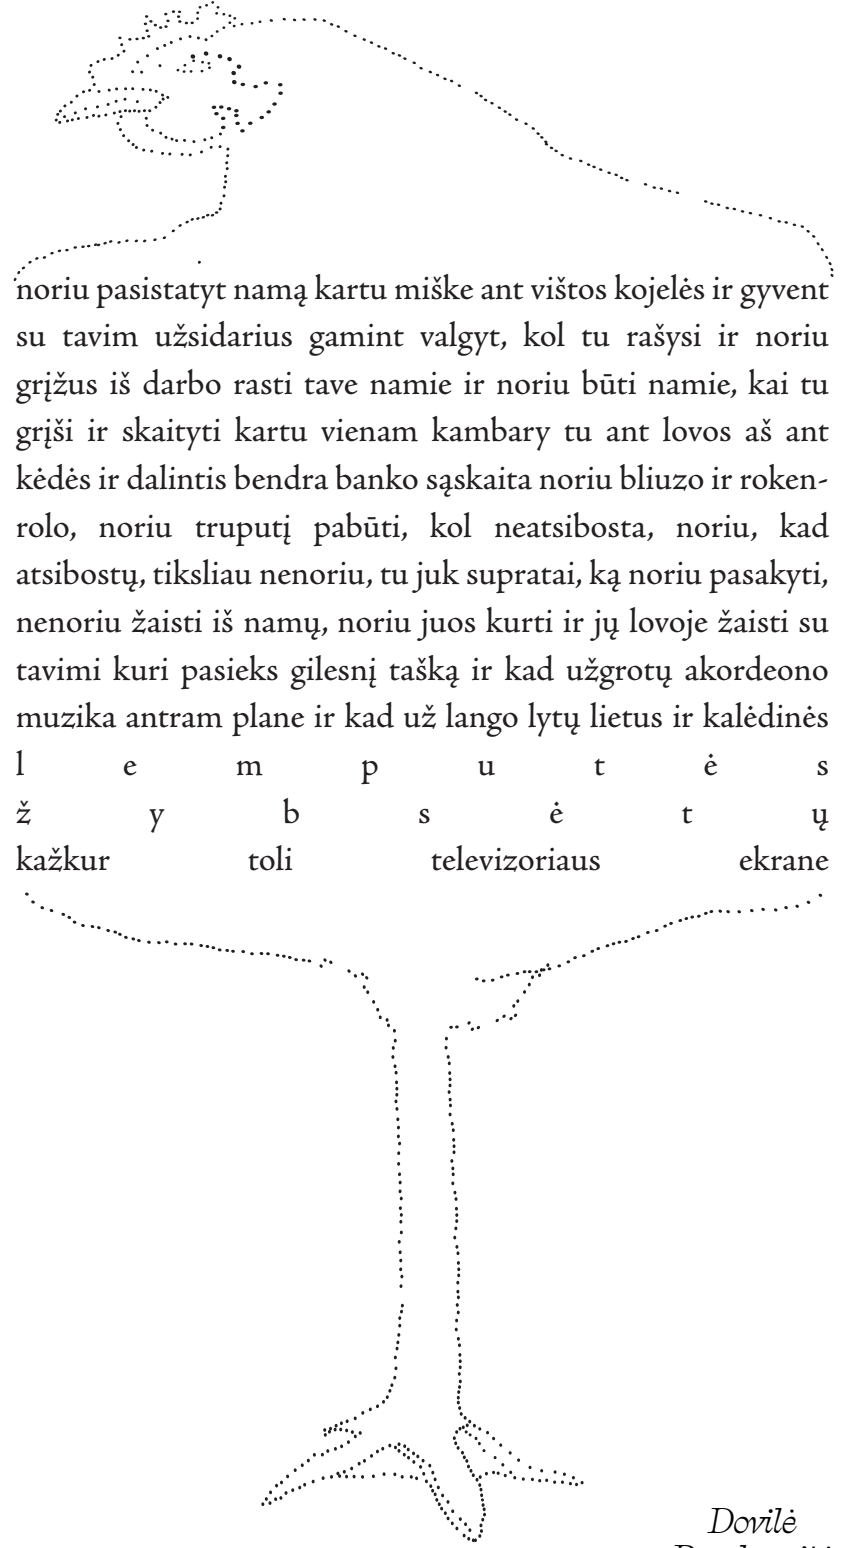 noriu pasistatyt namą kartu miške ant vištos kojelės ir gyvent
su tavim užsidarius gamint valgyt, kol tu rašysi ir noriu
grįžus iš darbo rasti tave namie ir noriu būti namie, kai tu
grįši ir skaityti kartu vienam kambary tu ant lovos aš ant
kėdės ir dalintis bendra banko sąskaita noriu bliuzo ir roken-
rolo, noriu truputį pabūti, kol neatsibosta, noriu, kad
atsibostų, tiksliau nenoriu, tu juk supratai, ką noriu pasakyti,
nenoriu žaisti iš namų, noriu juos kurti ir jų lovoje žaisti su
tavimi kuri pasieks gilesnį tašką ir kad užgrotų akordeono
muzika antram plane ir kad už lango lytų lietus ir kalėdinės
l e m p u t ė s
ž y b s ė t ų
kažkur toli televizoriaus ekrane
Dovilė